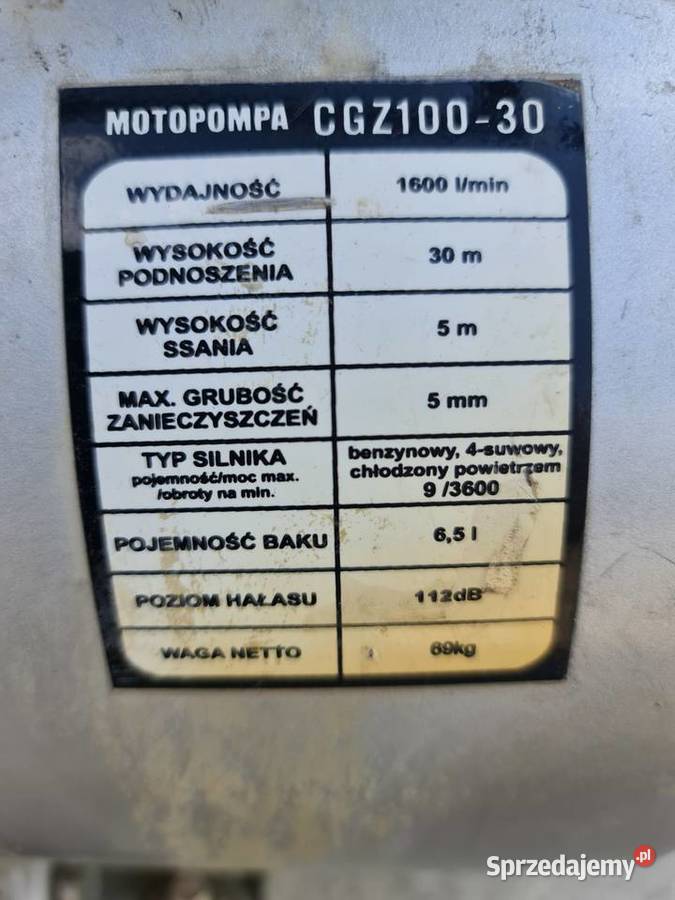 MOTOPOMPA CGZ100-30
WYDAJNOŚĆ 1600 l/min
WYSOKOŚĆ
PODNOSZENIA 30 m
WYSOKOŚĆ
SSANIA 5 m
MAX. GRUBOŚĆ
ZANIECZYSZCZEŃ 5 mm
TYP SILNIKA
pojemność/moc max.
/obroty na min.
benzynowy, 4-suwowy,
chłodzony powietrzem
9 /3600
POJEMNOŚĆ BAKU 6,5 l
POZIOM HAŁASU 112dB
WAGA NETTO 69kg
Sprzedajemy.pl